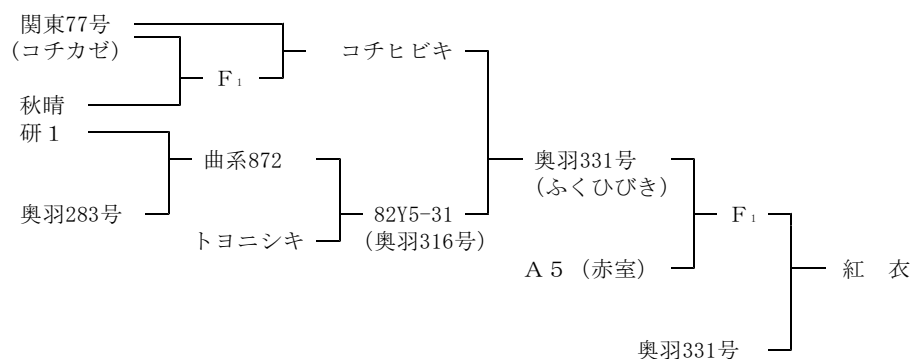 関東77号
(コチカゼ)
コチヒビキ
F₁
秋晴
研１
曲系872
奥羽331号
(ふくひびき)
奥羽283号
82Y5-31
F₁
トヨニシキ
(奥羽316号)
Ａ５（赤室）
紅　衣
奥羽331号